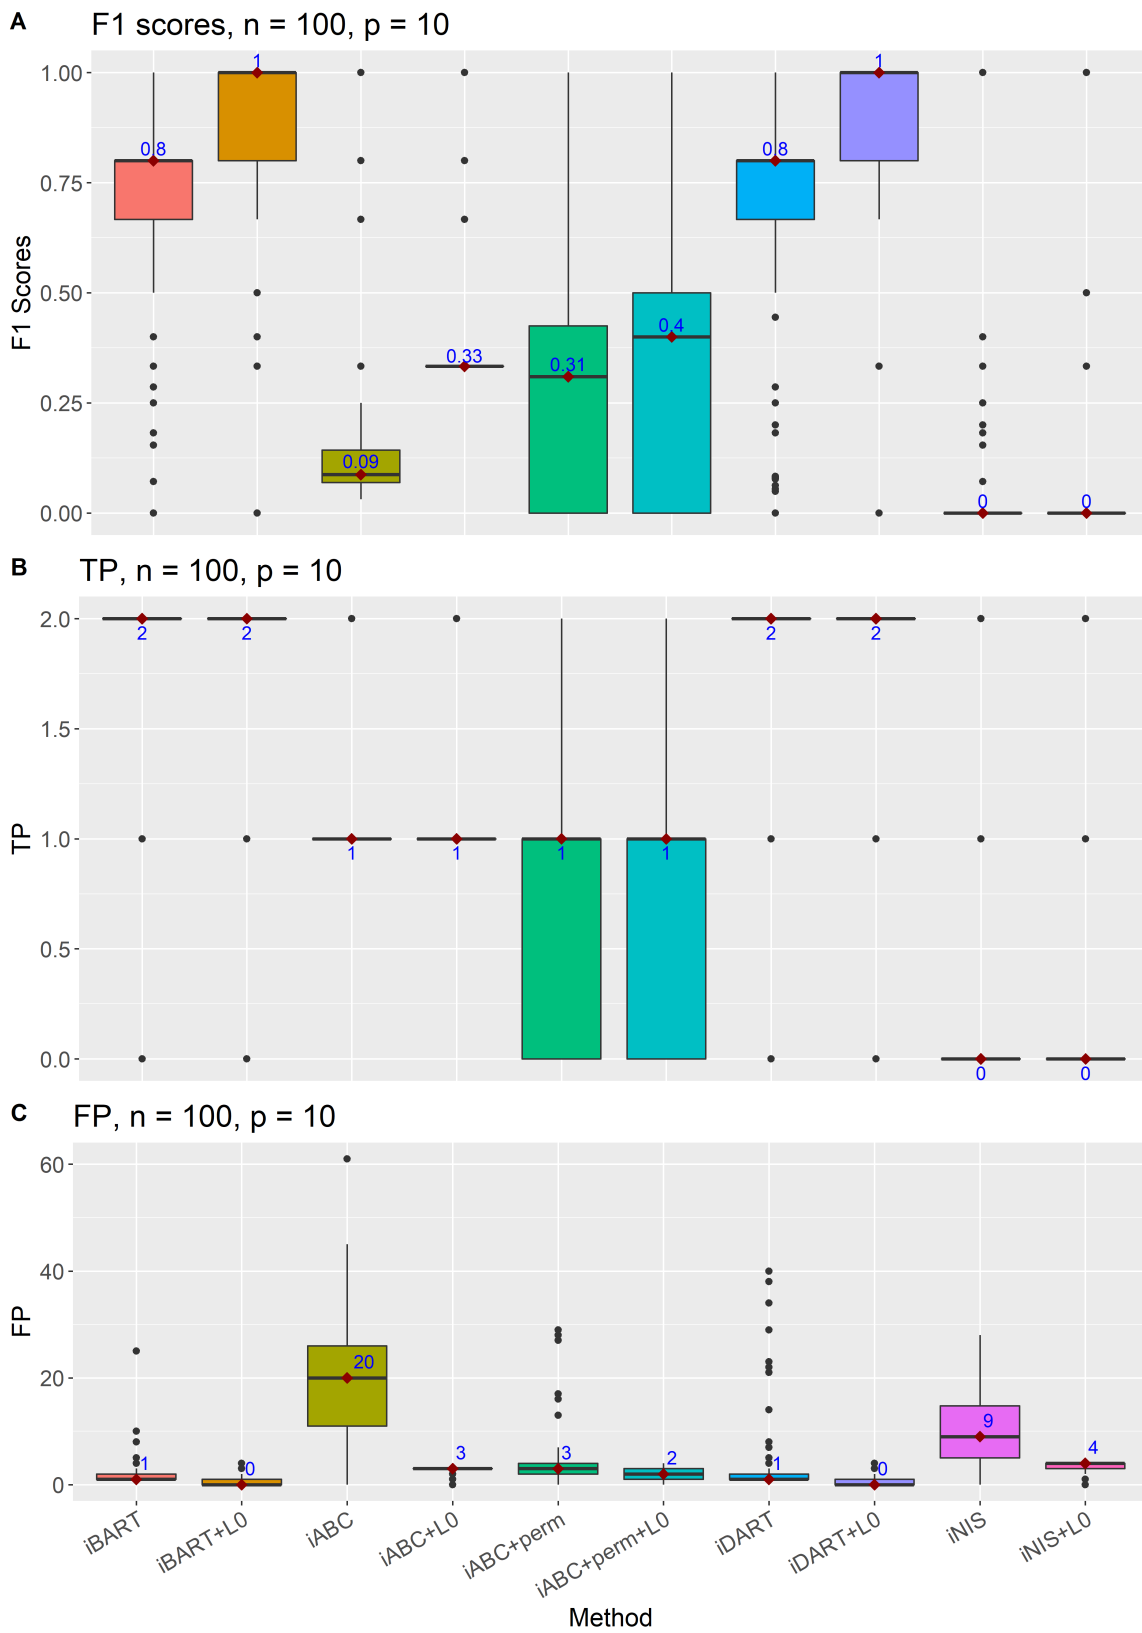 A
F1 scores, n = 100, p = 10
F1 Scores
1.00
0.75
0.50
0.25
0.00
0.8
1
0.09
0.33
0.31
0.4
0.8
1
0
0
B
TP, n = 100, p = 10
TP
2.0
1.5
1.0
0.5
0.0
2
2
1
1
1
1
2
2
0
0
C
FP, n = 100, p = 10
FP
60
40
20
0
1
0
20
3
3
2
1
0
9
4
iBART
iBART+L0
iABC
iABC+L0
iABC+perm
iABC+perm+L0
iDART
iDART+L0
iNIS
iNIS+L0
Method